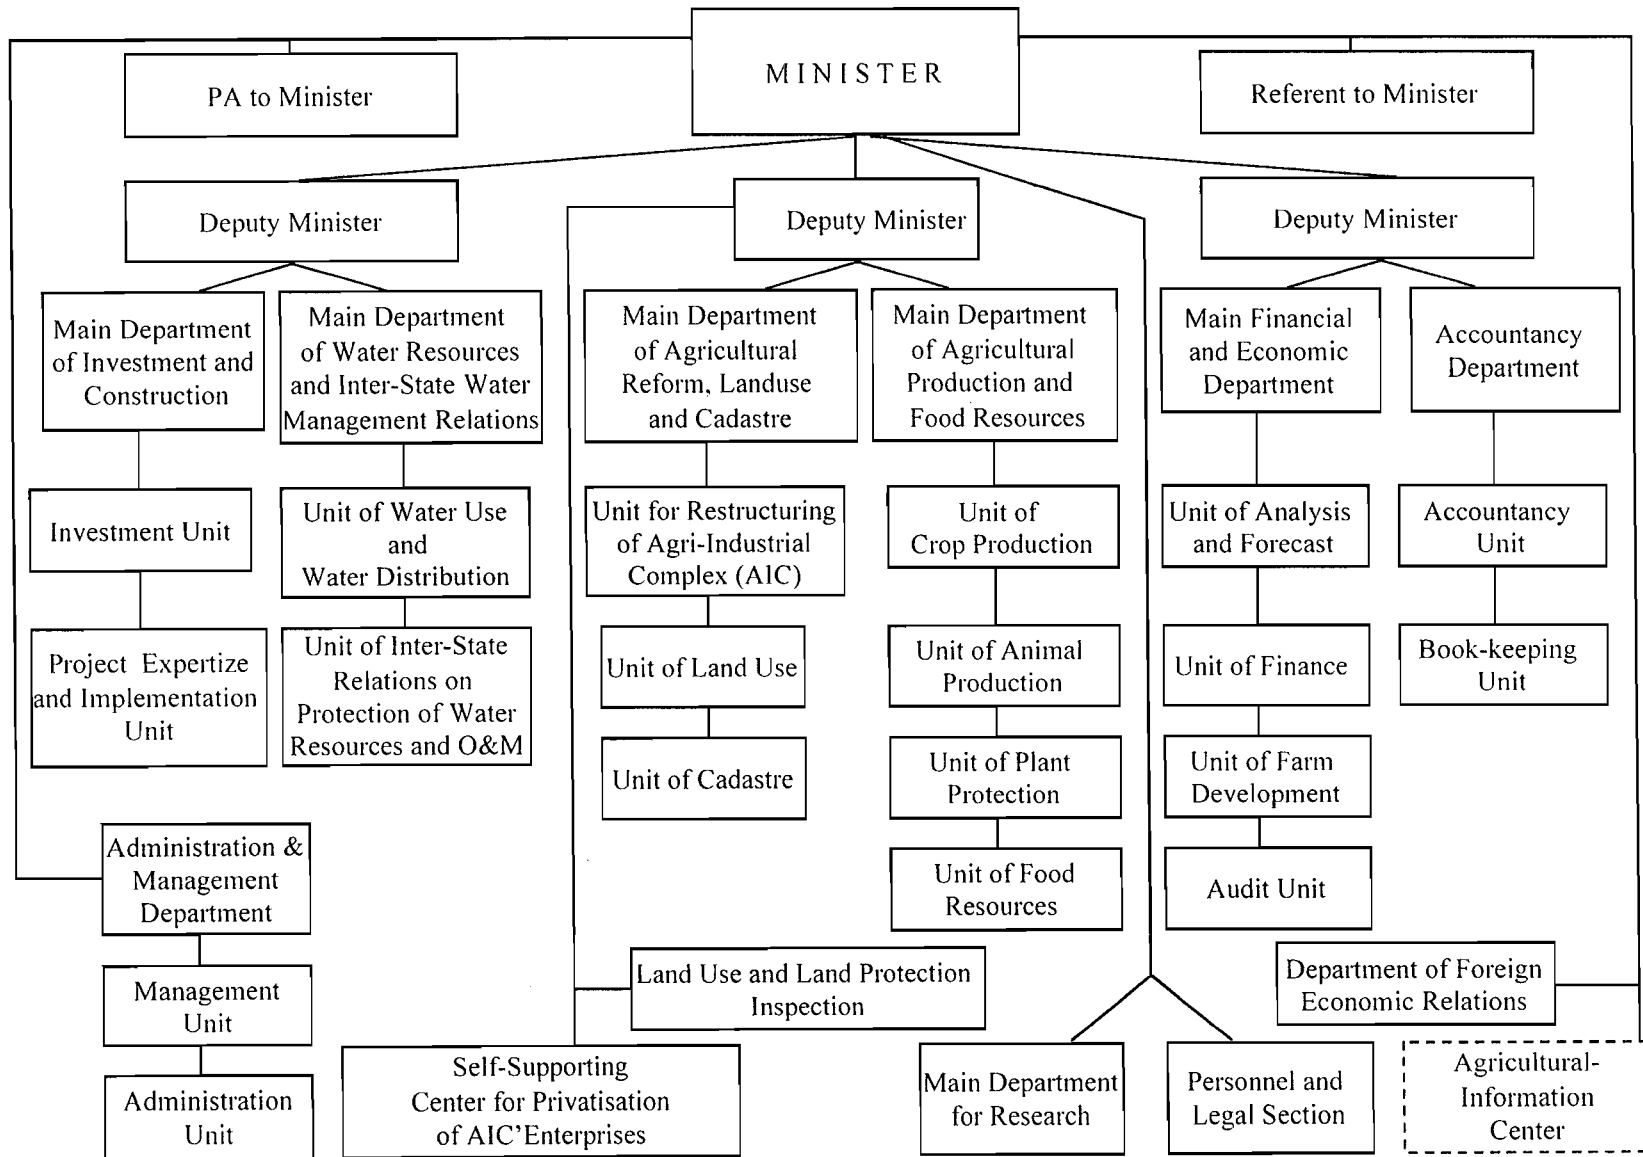 MINISTER
PA to Minister
Referent to Minister
Deputy Minister
Deputy Minister
Deputy Minister
Main Department
of Investment and
Construction
Main Department
of Water Resources
and Inter-State Water
Management Relations
Main Department
of Agricultural
Reform, Landuse
and Cadastre
Main Department
of Agricultural
Production and
Food Resources
Main Financial
and Economic
Department
Accountancy
Department
Investment Unit
Unit of Water Use
and
Water Distribution
Unit for Restructuring
of Agri-Industrial
Complex (AIC)
Unit of
Crop Production
Unit of Analysis
and Forecast
Accountancy
Unit
Project Expertize
and Implementation
Unit
Unit of Inter-State
Relations on
Protection of Water
Resources and O&M
Unit of Land Use
Unit of Animal
Production
Unit of Finance
Book-keeping
Unit
Unit of Cadastre
Unit of Plant
Protection
Unit of Farm
Development
Administration &
Management
Department
Unit of Food
Resources
Audit Unit
Management
Unit
Land Use and Land Protection
Inspection
Department of Foreign
Economic Relations
Administration
Unit
Self-Supporting
Center for Privatisation
of AIC'Enterprises
Main Department
for Research
Personnel and
Legal Section
Agricultural-
Information
Center